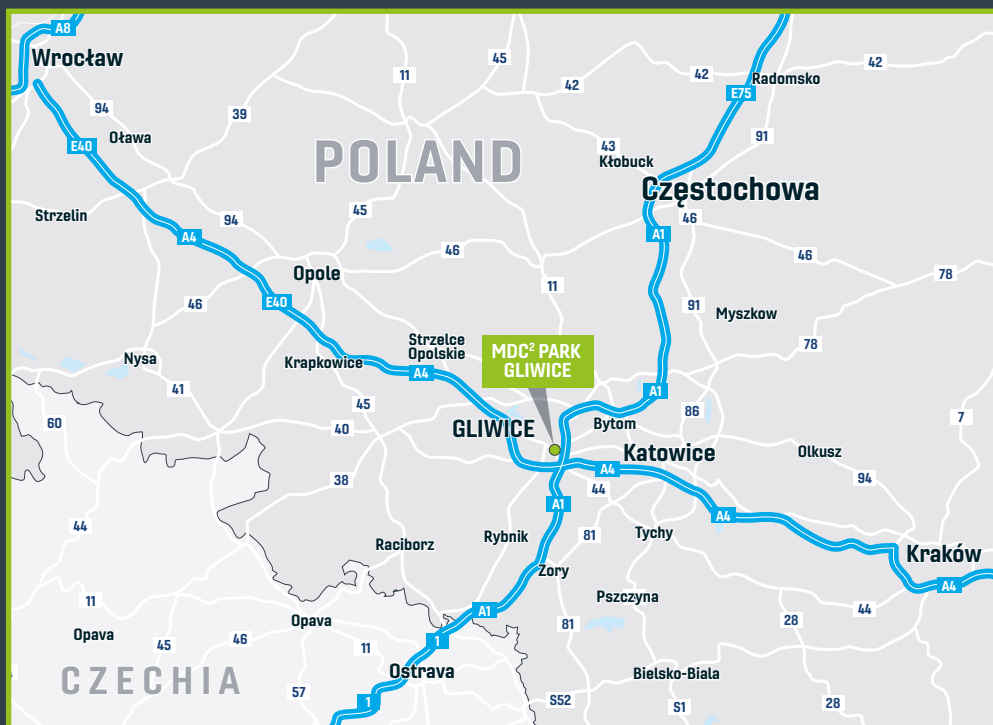 A8
Wrocław
45
11
42
42
42
Radomsko
E75
94
39
91
Oława
E40
43
Kłobuck
POLAND
Częstochowa
Strzelin
94
45
46
A4
A1
46
46
78
Opole
11
E40
46
91
Myszkow
Strzelce
Opolskie
MDC² PARK
GLIWICE
78
Nysa
Krapkowice
A4
41
A1
45
86
60
40
GLIWICE
Bytom
7
Katowice
Olkusz
A4
38
94
44
A1
A4
44
Rybnik
81
Tychy
Raciborz
Kraków
Zory
A4
11
Pszczyna
A1
44
Opava
81
28
Opava
45
46
11
1
CZECHIA
Ostrava
Bielsko-Biala
57
1
S52
S1
28